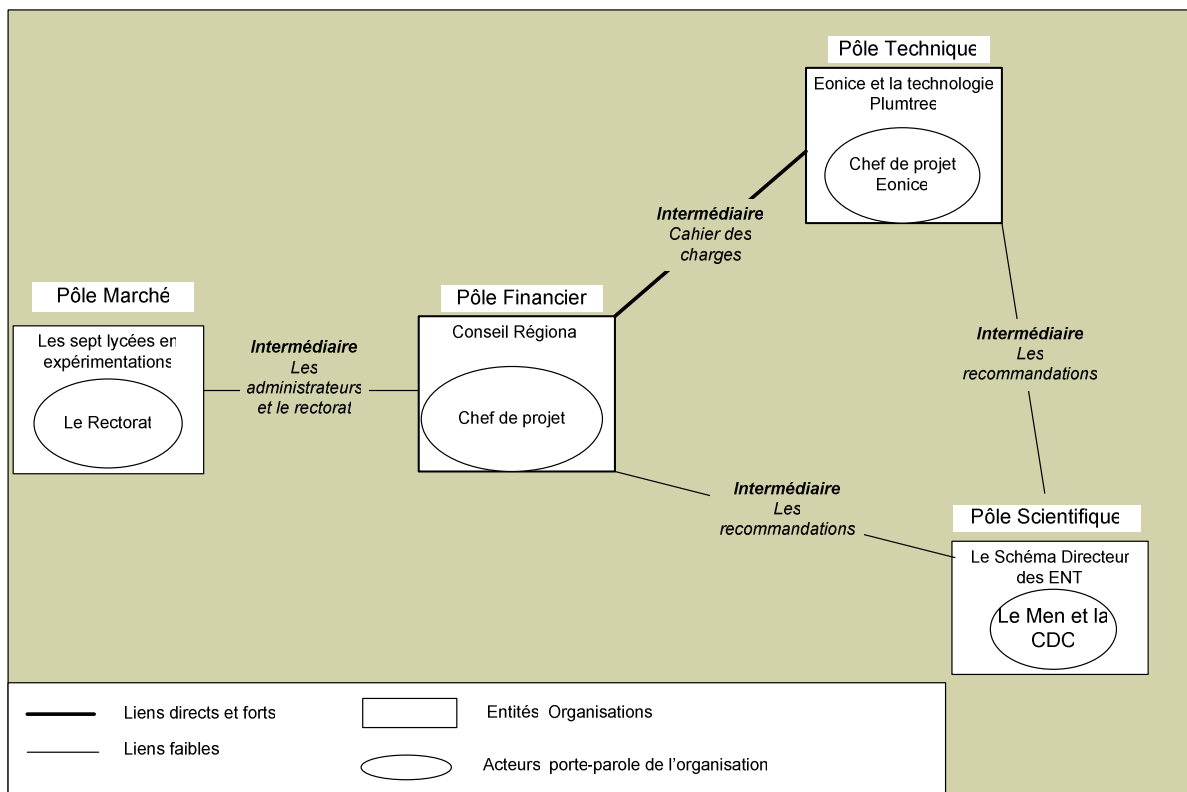 Pôle Technique
Eonice et la technologie
Plumtree
Chef de projet
Eonice
Intermédiaire
Cahier des
charges
Pôle Marché
Les sept lycées en
expérimentations
Le Rectorat
Intermédiaire
Les
administrateurs
et le rectorat
Pôle Financier
Conseil Régiona
Chef de projet
Intermédiaire
Les
recommandations
Intermédiaire
Les
recommandations
Pôle Scientifique
Le Schéma Directeur
des ENT
Le Men et la
CDC
Liens directs et forts
Entités Organisations
Liens faibles
Acteurs porte-parole de l'organisation